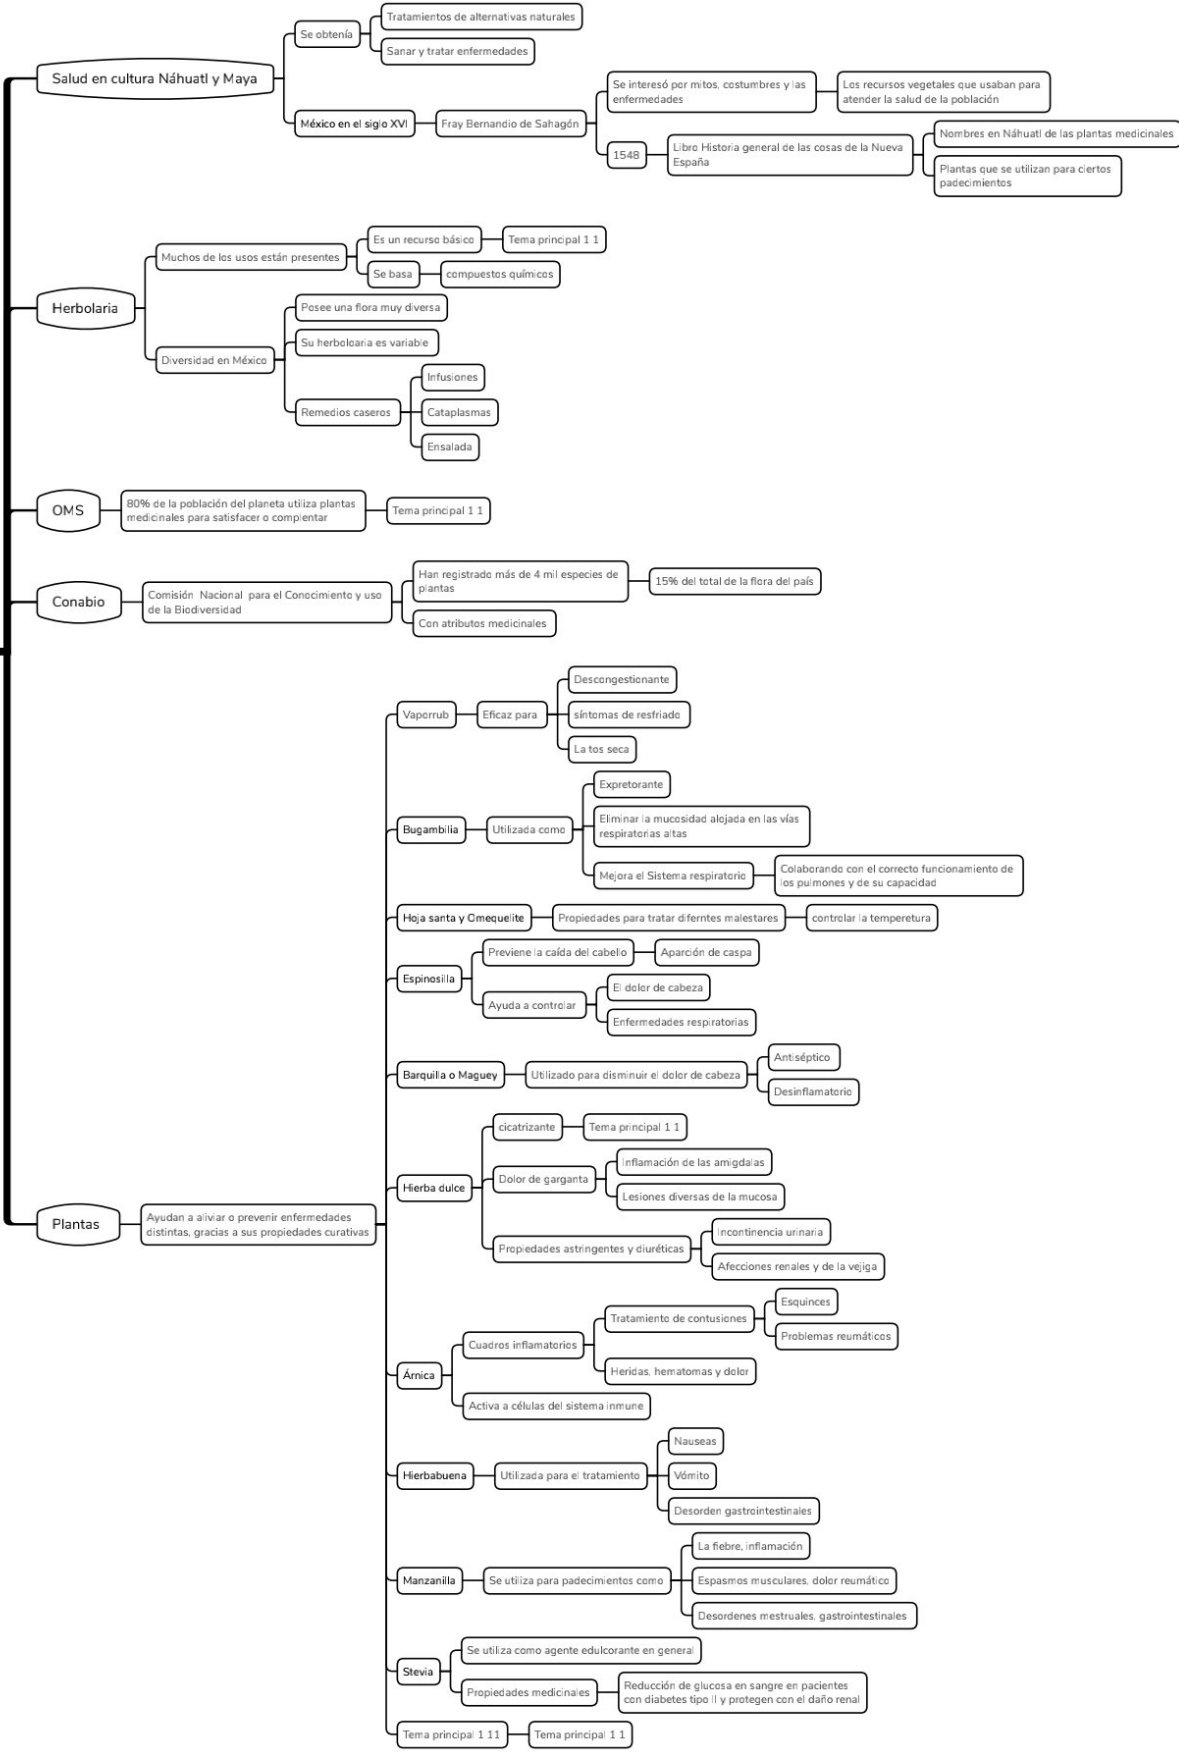 Salud en cultura Náhuatl y Maya
Se obtenía
Tratamientos de alternativas naturales
Sanar y tratar enfermedades
México en el siglo XVI
Fray Bernandio de Sahagón
Se interesó por mitos, costumbres y las
enfermedades
Los recursos vegetales que usaban para
atender la salud de la población
1548
Libro Historia general de las cosas de la Nueva
España
Nombres en Náhuatl de las plantas medicinales
Plantas que se utilizan para ciertos
padecimientos
Herbolaria
Muchos de los usos están presentes
Es un recurso básico
Tema principal 1 1
Se basa
compuestos químicos
Diversidad en México
Posee una flora muy diversa
Su herboloaria es variable
Remedios caseros
Infusiones
Cataplasmas
Ensalada
OMS
80% de la población del planeta utiliza plantas
medicinales para satisfacer o complentar
Tema principal 1 1
Conabio
Comisión Nacional para el Conocimiento y uso
de la Biodiversidad
Han registrado más de 4 mil especies de
plantas
15% del total de la flora del país
Con atributos medicinales
Plantas
Ayudan a aliviar o prevenir enfermedades
distintas, gracias a sus propiedades curativas
Vaporrub
Eficaz para
Descongestionante
síntomas de resfriado
La tos seca
Bugambilia
Utilizada como
Expretorante
Eliminar la mucosidad alojada en las vías
respiratorias altas
Mejora el Sistema respiratorio
Colaborando con el correcto funcionamiento de
los pulmones y de su capacidad
Hoja santa y Omequelite
Propiedades para tratar diferntes malestares
controlar la temperetura
Espinosilla
Previene la caída del cabello
Aparción de caspa
Ayuda a controlar
El dolor de cabeza
Enfermedades respiratorias
Barquilla o Maguey
Utilizado para disminuir el dolor de cabeza
Antiséptico
Desinflamatorio
Hierba dulce
cicatrizante
Tema principal 1 1
Dolor de garganta
Inflamación de las amigdalas
Lesiones diversas de la mucosa
Propiedades astringentes y diuréticas
Incontinencia urinaria
Afecciones renales y de la vejiga
Árnica
Cuadros inflamatorios
Tratamiento de contusiones
Esquinces
Problemas reumáticos
Heridas, hematomas y dolor
Activa a células del sistema inmune
Hierbabuena
Utilizada para el tratamiento
Nauseas
Vómito
Desorden gastrointestinales
Manzanilla
Se utiliza para padecimientos como
La fiebre, inflamación
Espasmos musculares, dolor reumático
Desordenes mestruales, gastrointestinales
Stevia
Se utiliza como agente edulcorante en general
Propiedades medicinales
Reducción de glucosa en sangre en pacientes
con diabetes tipo II y protegen con el daño renal
Tema principal 1 11
Tema principal 1 1